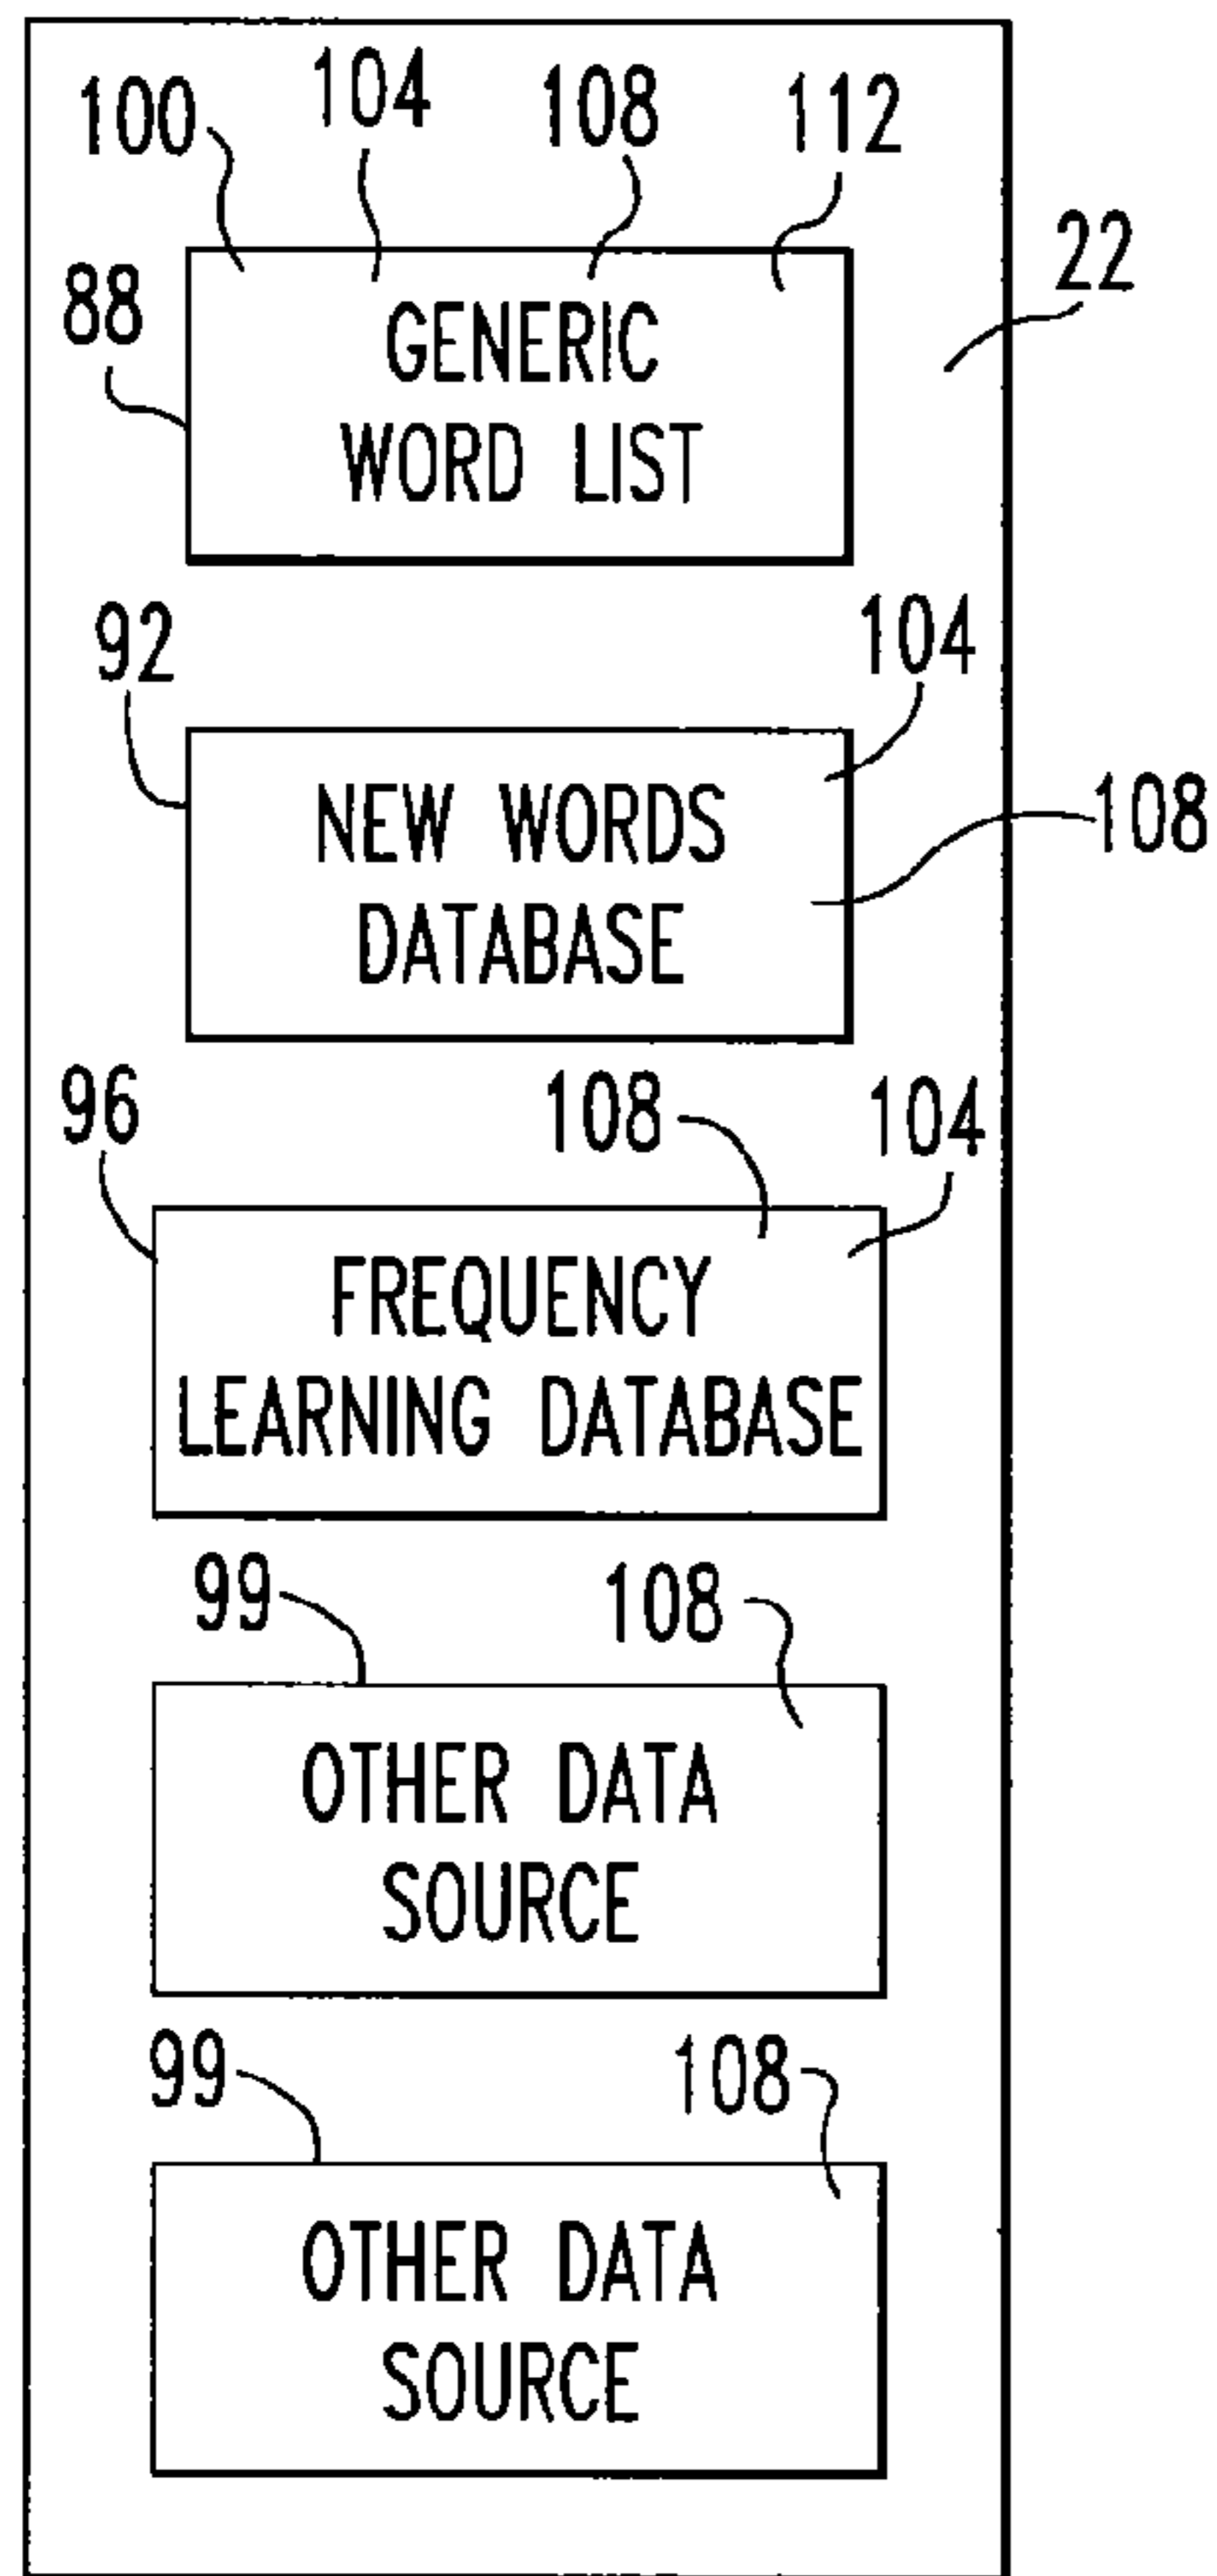 100 104 108 112
22
88
GENERIC
WORD LIST
92 104
NEW WORDS
108
DATABASE
96 108 104
FREQUENCY
LEARNING DATABASE
99 108
OTHER DATA
SOURCE
99 108
OTHER DATA
SOURCE